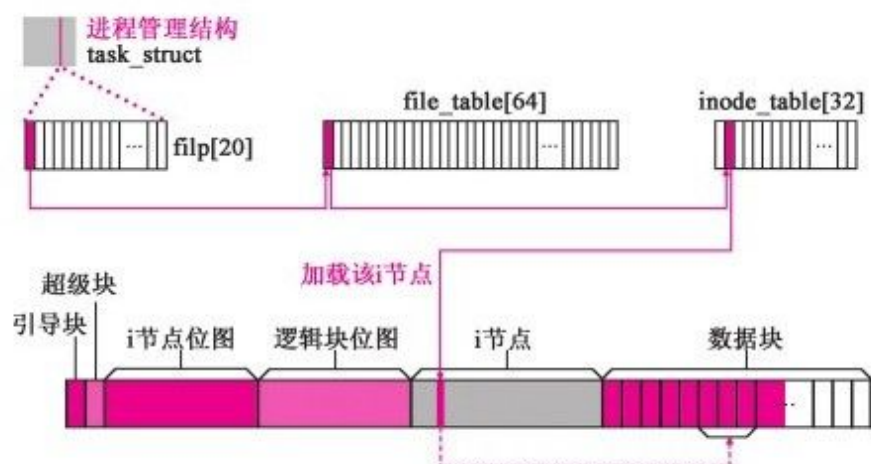 进程管理结构
task_struct
file_table[64]
inode_table[32]
... filp[20]
...
...
加载该i节点
超级块
引导块
i节点位图
逻辑块位图
i节点
数据块
...